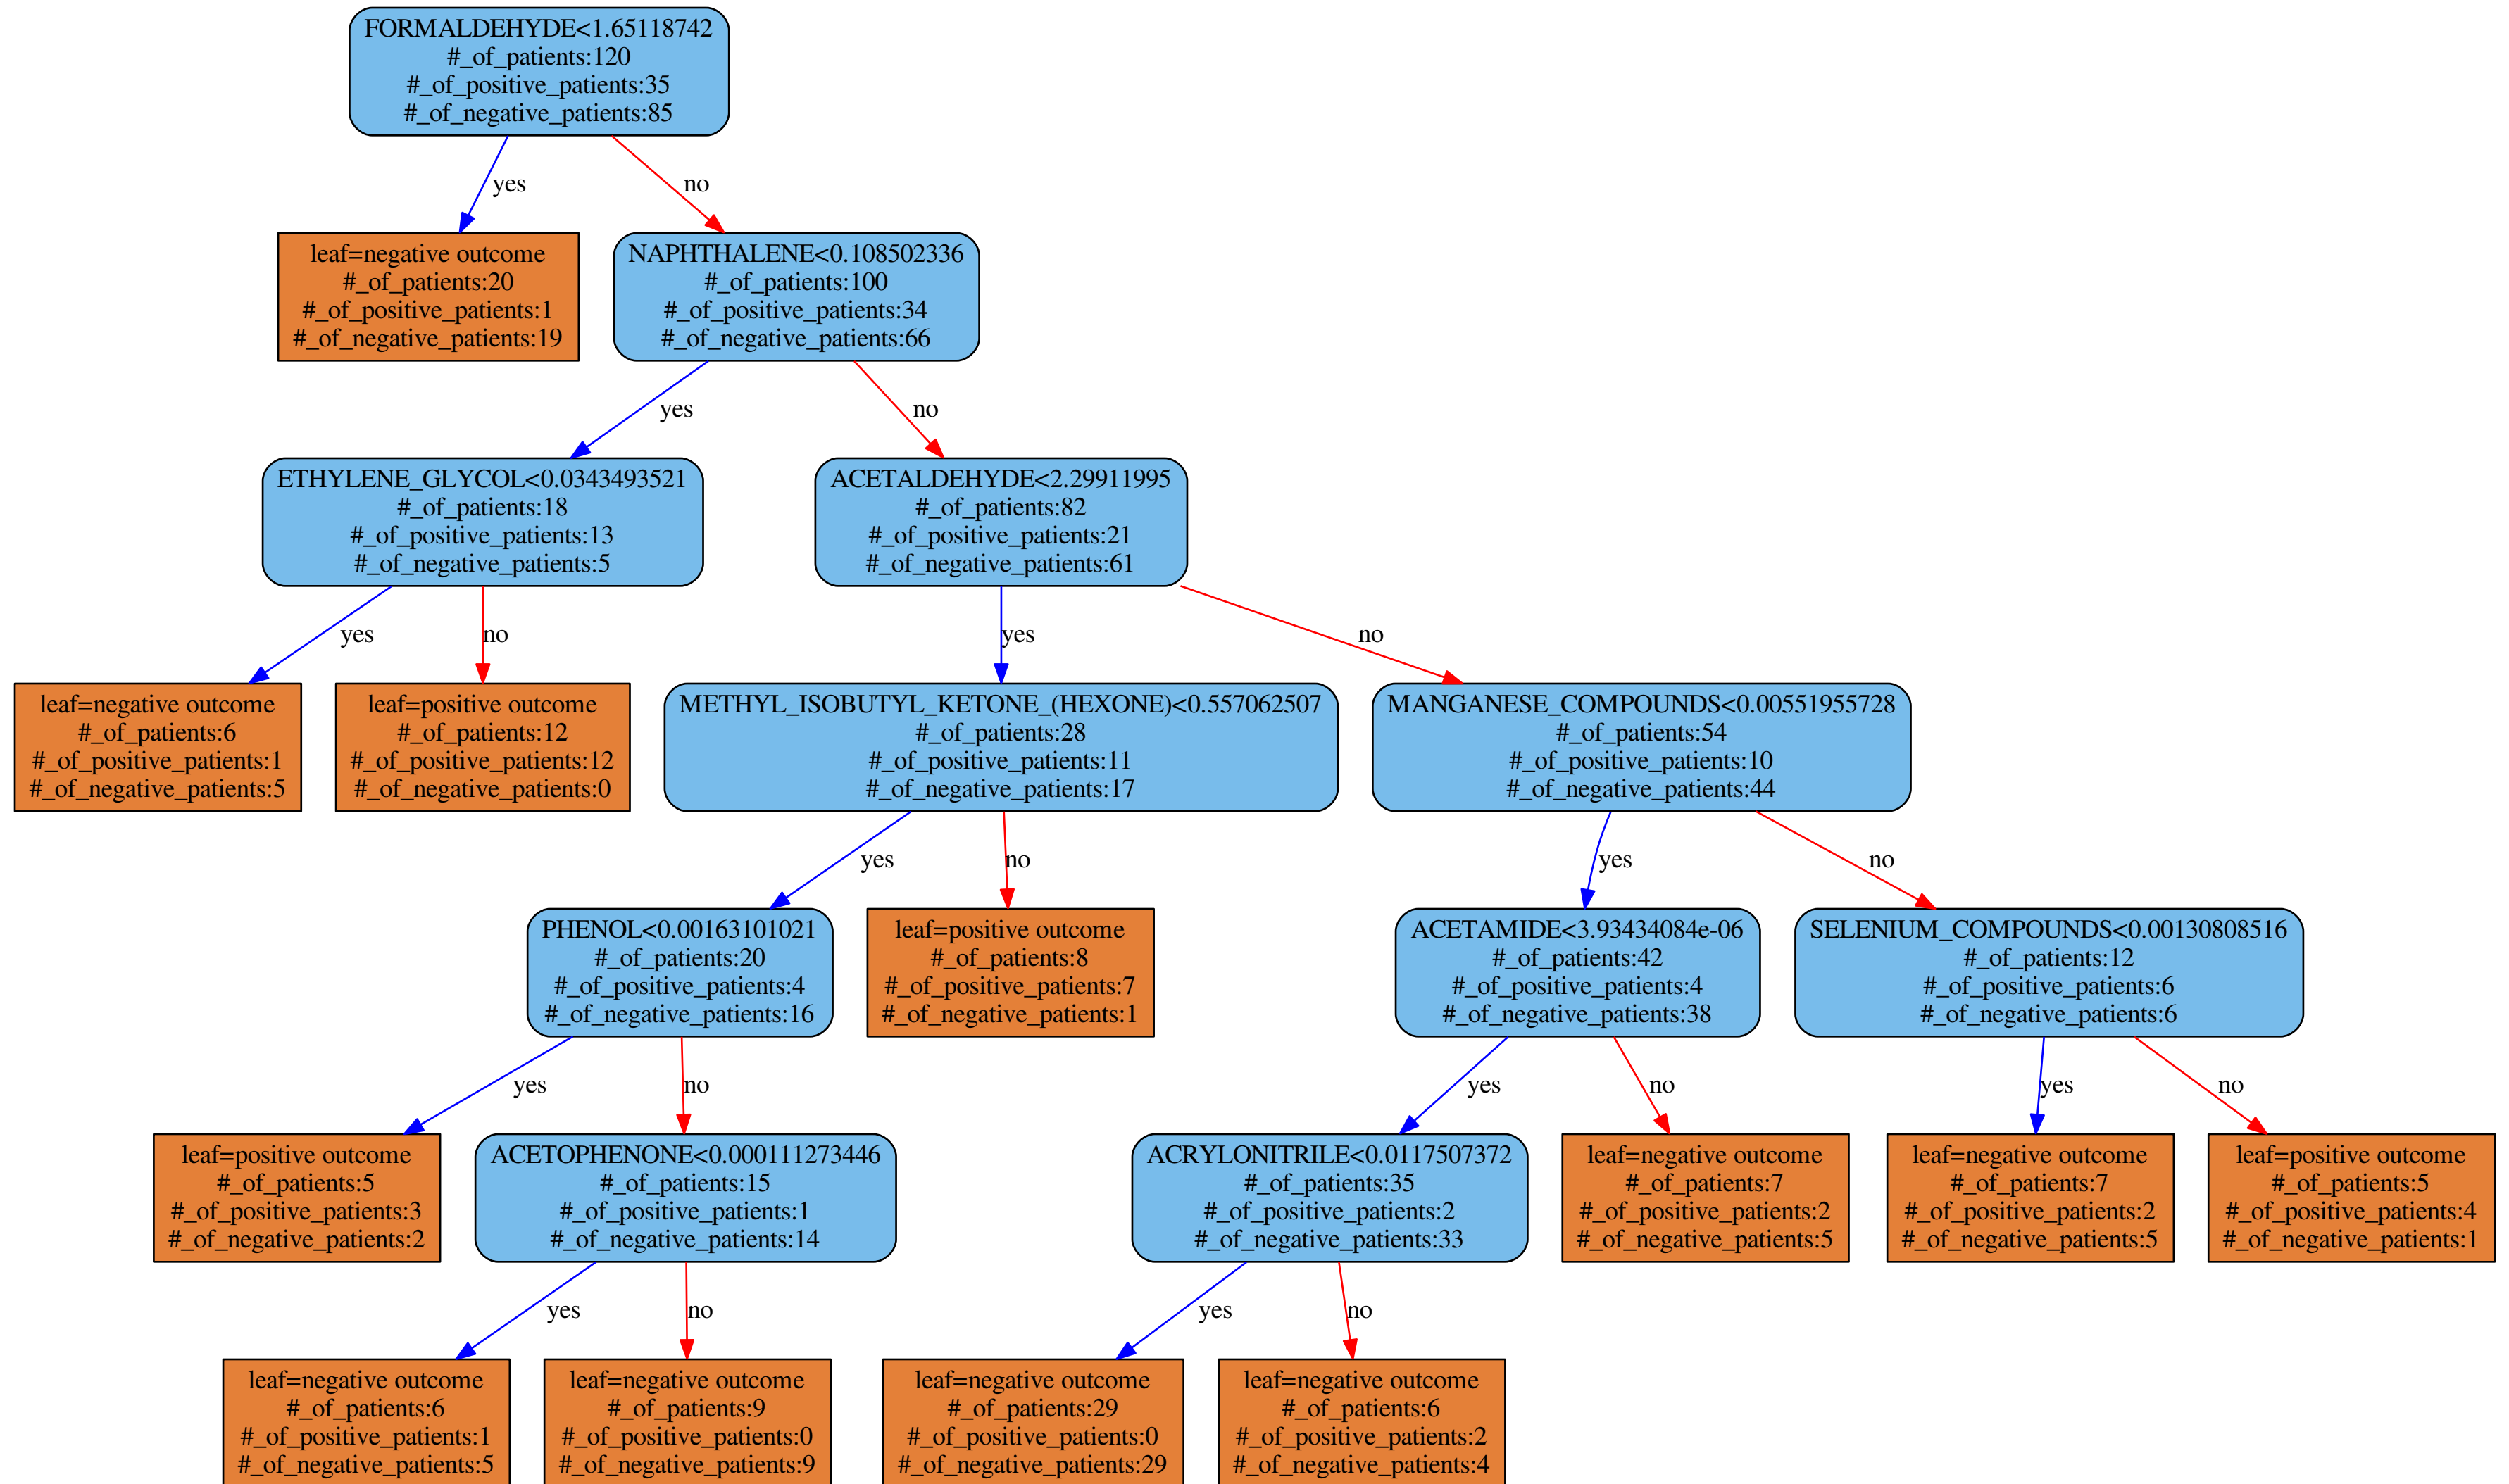 FORMALDEHYDE<1.65118742
#_of_patients:120
#_of_positive_patients:35
#_of_negative_patients:85
yes
no
leaf=negative outcome
#_of_patients:20
#_of_positive_patients:1
#_of_negative_patients:19
NAPHTHALENE<0.108502336
#_of_patients:100
#_of_positive_patients:34
#_of_negative_patients:66
yes
no
ETHYLENE_GLYCOL<0.0343493521
#_of_patients:18
#_of_positive_patients:13
#_of_negative_patients:5
ACETALDEHYDE<2.29911995
#_of_patients:82
#_of_positive_patients:21
#_of_negative_patients:61
yes
no
yes
no
leaf=negative outcome
#_of_patients:6
#_of_positive_patients:1
#_of_negative_patients:5
leaf=positive outcome
#_of_patients:12
#_of_positive_patients:12
#_of_negative_patients:0
METHYL_ISOBUTYL_KETONE_(HEXONE)<0.557062507
#_of_patients:28
#_of_positive_patients:11
#_of_negative_patients:17
MANGANESE_COMPOUNDS<0.00551955728
#_of_patients:54
#_of_positive_patients:10
#_of_negative_patients:44
yes
no
yes
no
PHENOL<0.00163101021
#_of_patients:20
#_of_positive_patients:4
#_of_negative_patients:16
leaf=positive outcome
#_of_patients:8
#_of_positive_patients:7
#_of_negative_patients:1
ACETAMIDE<3.93434084e-06
#_of_patients:42
#_of_positive_patients:4
#_of_negative_patients:38
SELENIUM_COMPOUNDS<0.00130808516
#_of_patients:12
#_of_positive_patients:6
#_of_negative_patients:6
yes
no
yes
no
yes
no
leaf=positive outcome
#_of_patients:5
#_of_positive_patients:3
#_of_negative_patients:2
ACETOPHENONE<0.000111273446
#_of_patients:15
#_of_positive_patients:1
#_of_negative_patients:14
ACRYLONITRILE<0.0117507372
#_of_patients:35
#_of_positive_patients:2
#_of_negative_patients:33
leaf=negative outcome
#_of_patients:7
#_of_positive_patients:2
#_of_negative_patients:5
leaf=negative outcome
#_of_patients:7
#_of_positive_patients:2
#_of_negative_patients:5
leaf=positive outcome
#_of_patients:5
#_of_positive_patients:4
#_of_negative_patients:1
yes
no
yes
no
leaf=negative outcome
#_of_patients:6
#_of_positive_patients:1
#_of_negative_patients:5
leaf=negative outcome
#_of_patients:9
#_of_positive_patients:0
#_of_negative_patients:9
leaf=negative outcome
#_of_patients:29
#_of_positive_patients:0
#_of_negative_patients:29
leaf=negative outcome
#_of_patients:6
#_of_positive_patients:2
#_of_negative_patients:4